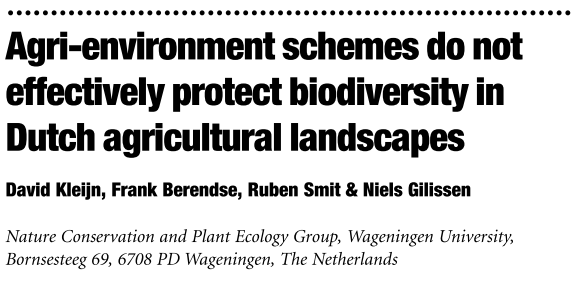 Agri-environment schemes do not
effectively protect biodiversity in
Dutch agricultural landscapes
David Kleijn, Frank Berendse, Ruben Smit & Niels Gilissen
Nature Conservation and Plant Ecology Group, Wageningen University,
Bornsesteeg 69, 6708 PD Wageningen, The Netherlands